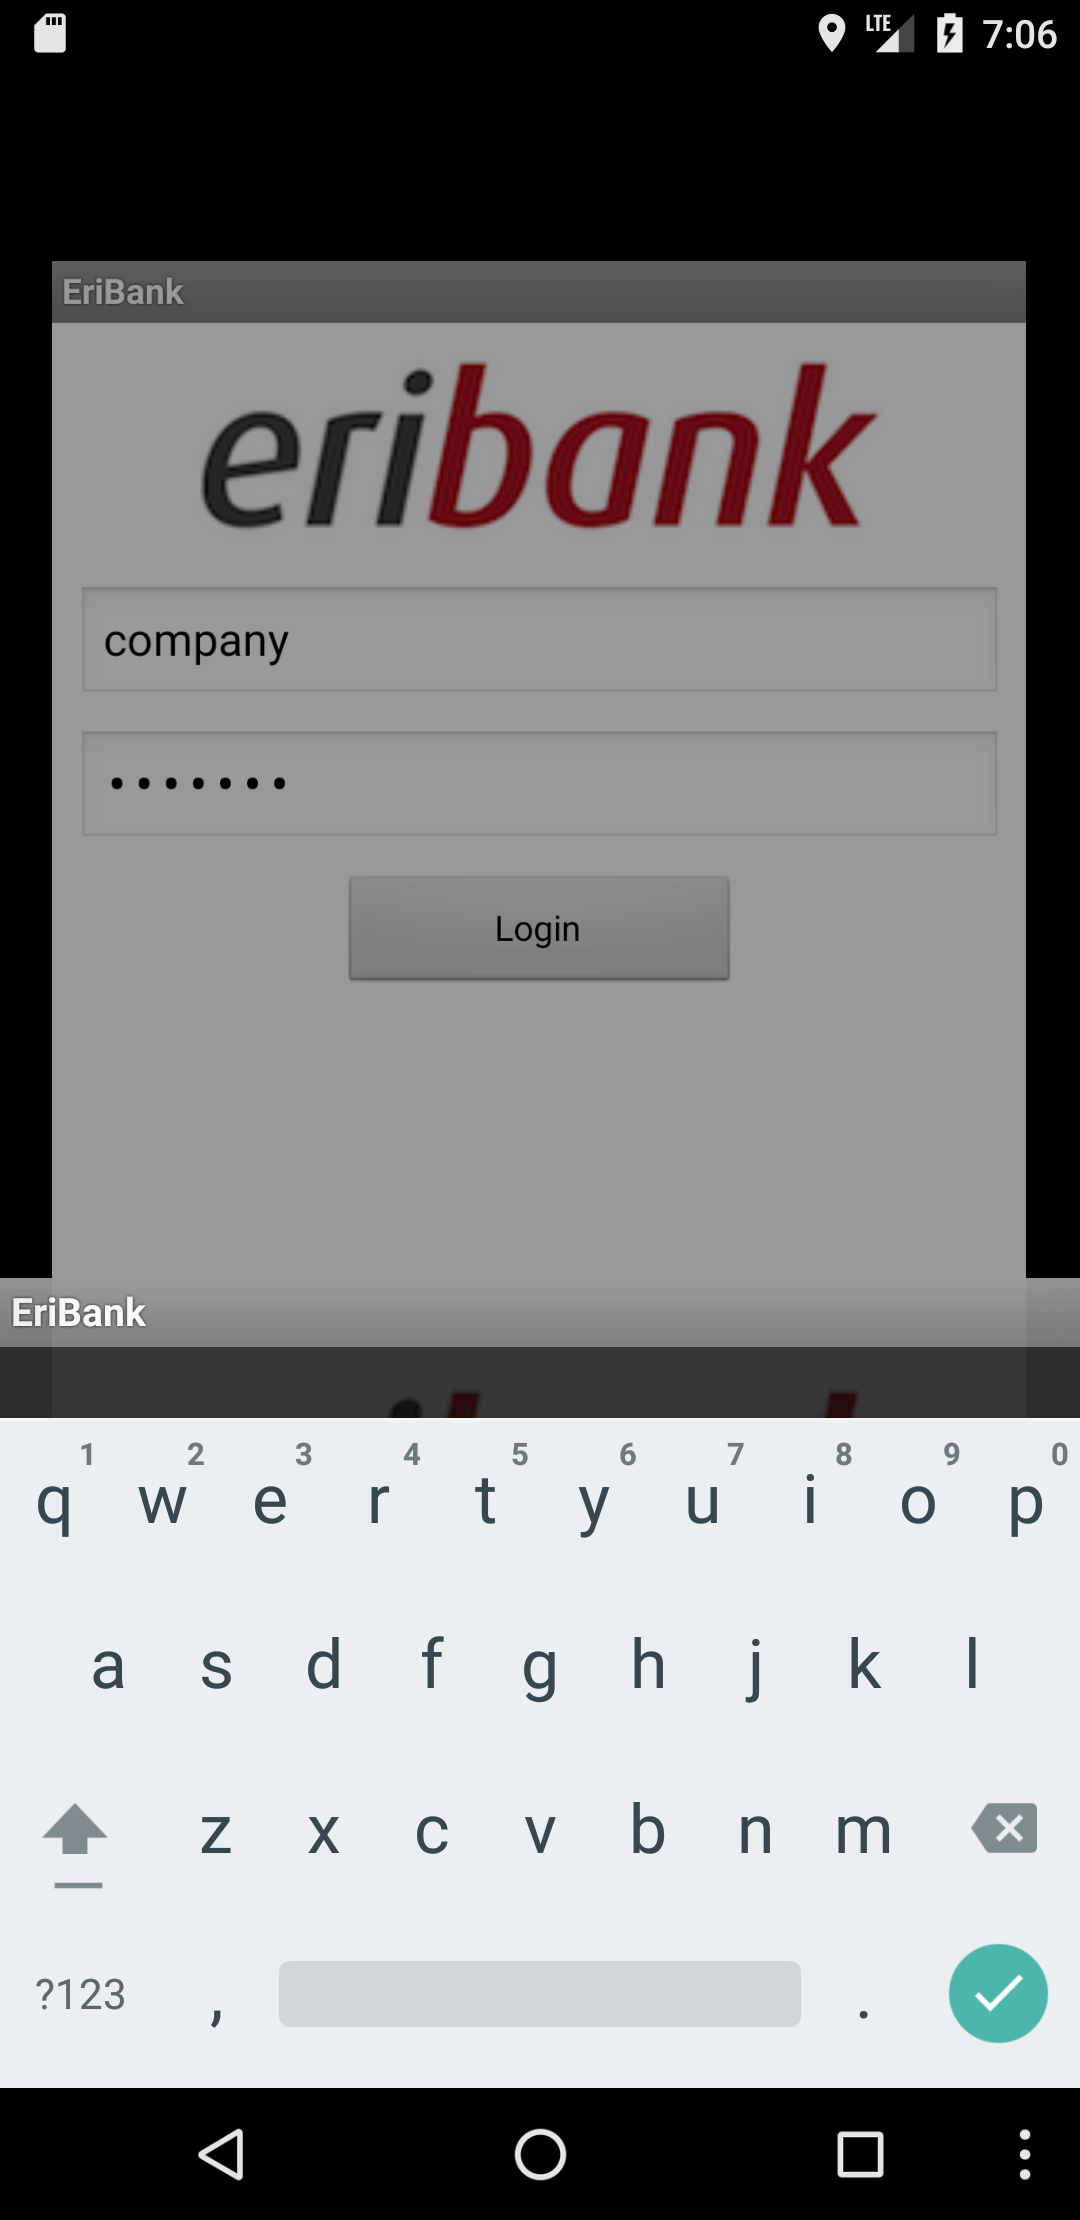 LTE 7:06
EriBank
eribank
company
•••••••
Login
EriBank
1 2 3 4 5 6 7 8 9 0
q w e r t y u i o p
a s d f g h j k l
z x c v b n m
?123 , .